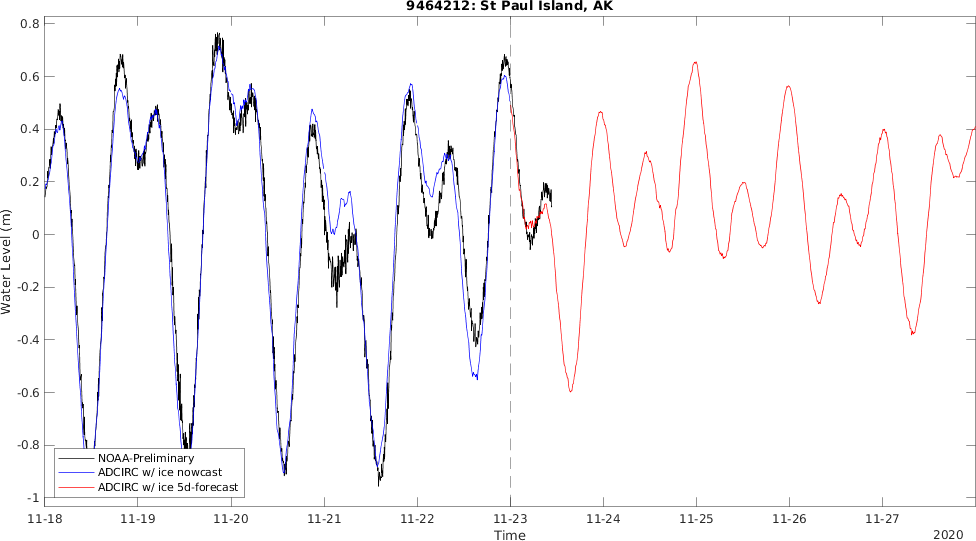 9464212: St Paul Island, AK
0.8
0.6
0.4
0.2
0
-0.2
-0.4
-0.6
-0.8
-1
Water Level (m)
NOAA-Preliminary
ADCIRC w/ ice nowcast
ADCIRC w/ ice 5d-forecast
11-18 11-19 11-20 11-21 11-22 11-23 11-24 11-25 11-26 11-27
Time
2020